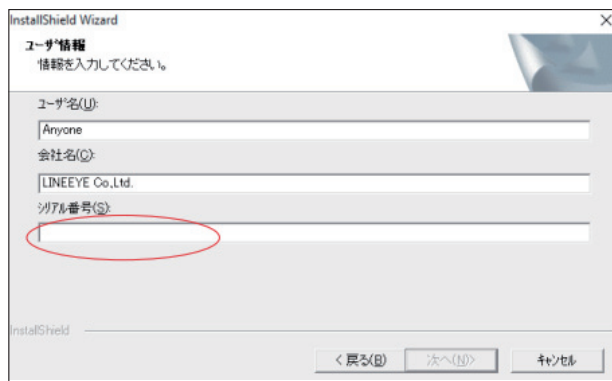 InstallShield Wizard
ユーザ情報
情報を入力してください。
ユーザ名(U):
Anyone
会社名(C):
LINEEYE Co.,Ltd.
シリアル番号(S):
InstallShield
< 戻る(B)
次へ(N)>
キャンセル